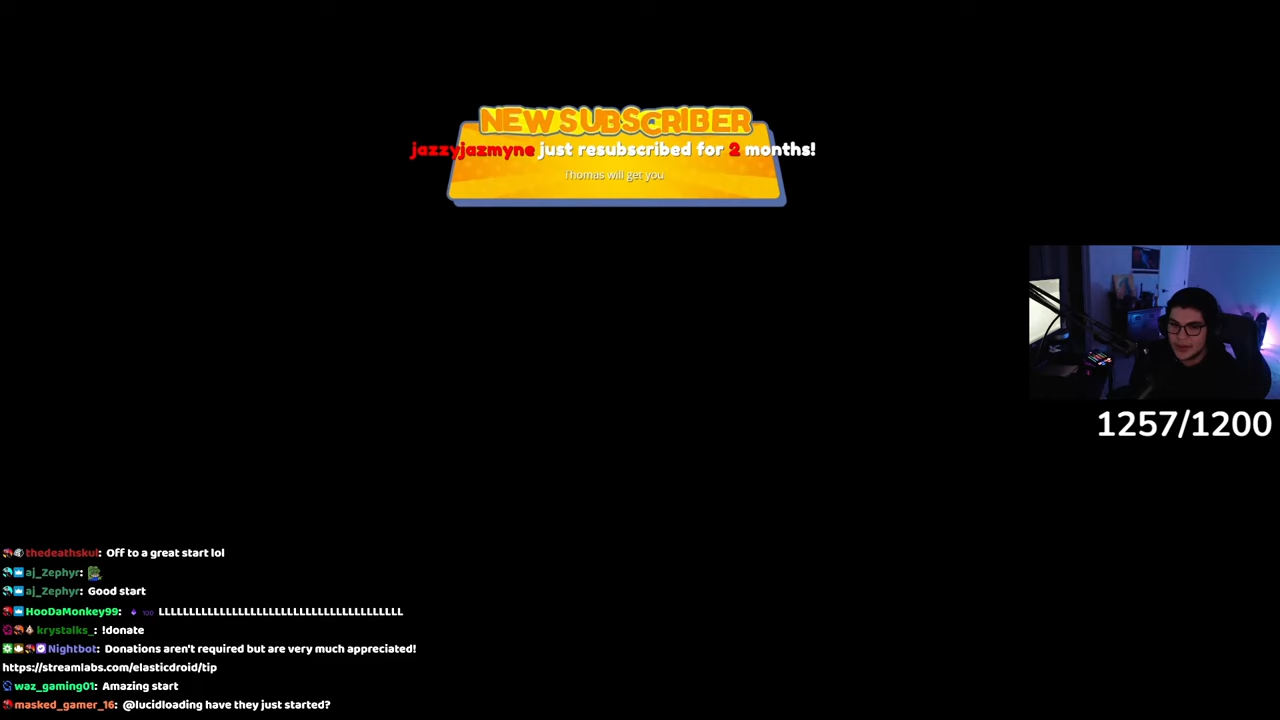 NEW SUBSCRIBER
jazzyjazmyne just resubscribed for 2 months!
Thomas will get you
1257/1200
thedeathskul: Off to a great start lol
aj_Zephyr:
aj_Zephyr: Good start
HooDaMonkey99: 100 LLLLLLLLLLLLLLLLLLLLLLLLLLLLLLLLLLLLLLLL
krystalks_: !donate
Nightbot: Donations aren't required but are very much appreciated!
https://streamlabs.com/elasticdroid/tip
waz_gaming01: Amazing start
masked_gamer_16: @lucidloading have they just started?